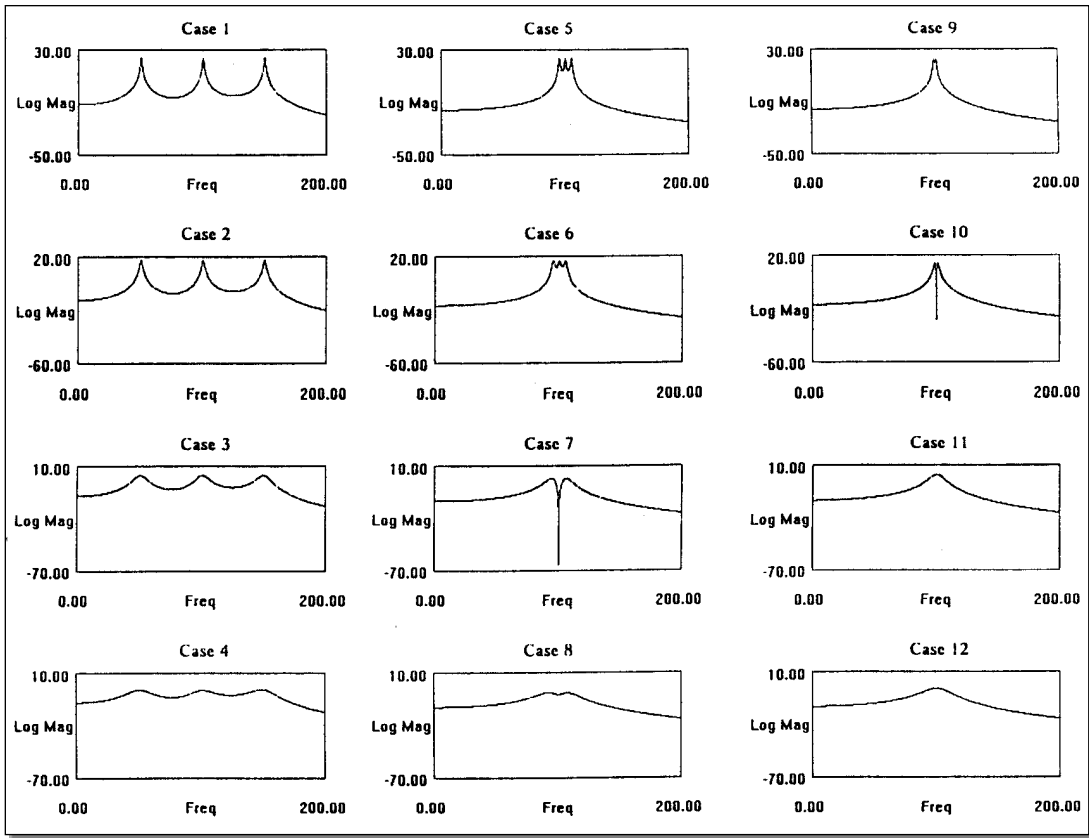 Case 1
30.00
Log Mag
-50.00
0.00 Freq 200.00
Case 5
30.00
Log Mag
-50.00
0.00 Freq 200.00
Case 9
30.00
Log Mag
-50.00
0.00 Freq 200.00
Case 2
20.00
Log Mag
-60.00
0.00 Freq 200.00
Case 6
20.00
Log Mag
-60.00
0.00 Freq 200.00
Case 10
20.00
Log Mag
-60.00
0.00 Freq 200.00
Case 3
10.00
Log Mag
-70.00
0.00 Freq 200.00
Case 7
10.00
Log Mag
-70.00
0.00 Freq 200.00
Case 11
10.00
Log Mag
-70.00
0.00 Freq 200.00
Case 4
10.00
Log Mag
-70.00
0.00 Freq 200.00
Case 8
10.00
Log Mag
-70.00
0.00 Freq 200.00
Case 12
10.00
Log Mag
-70.00
0.00 Freq 200.00